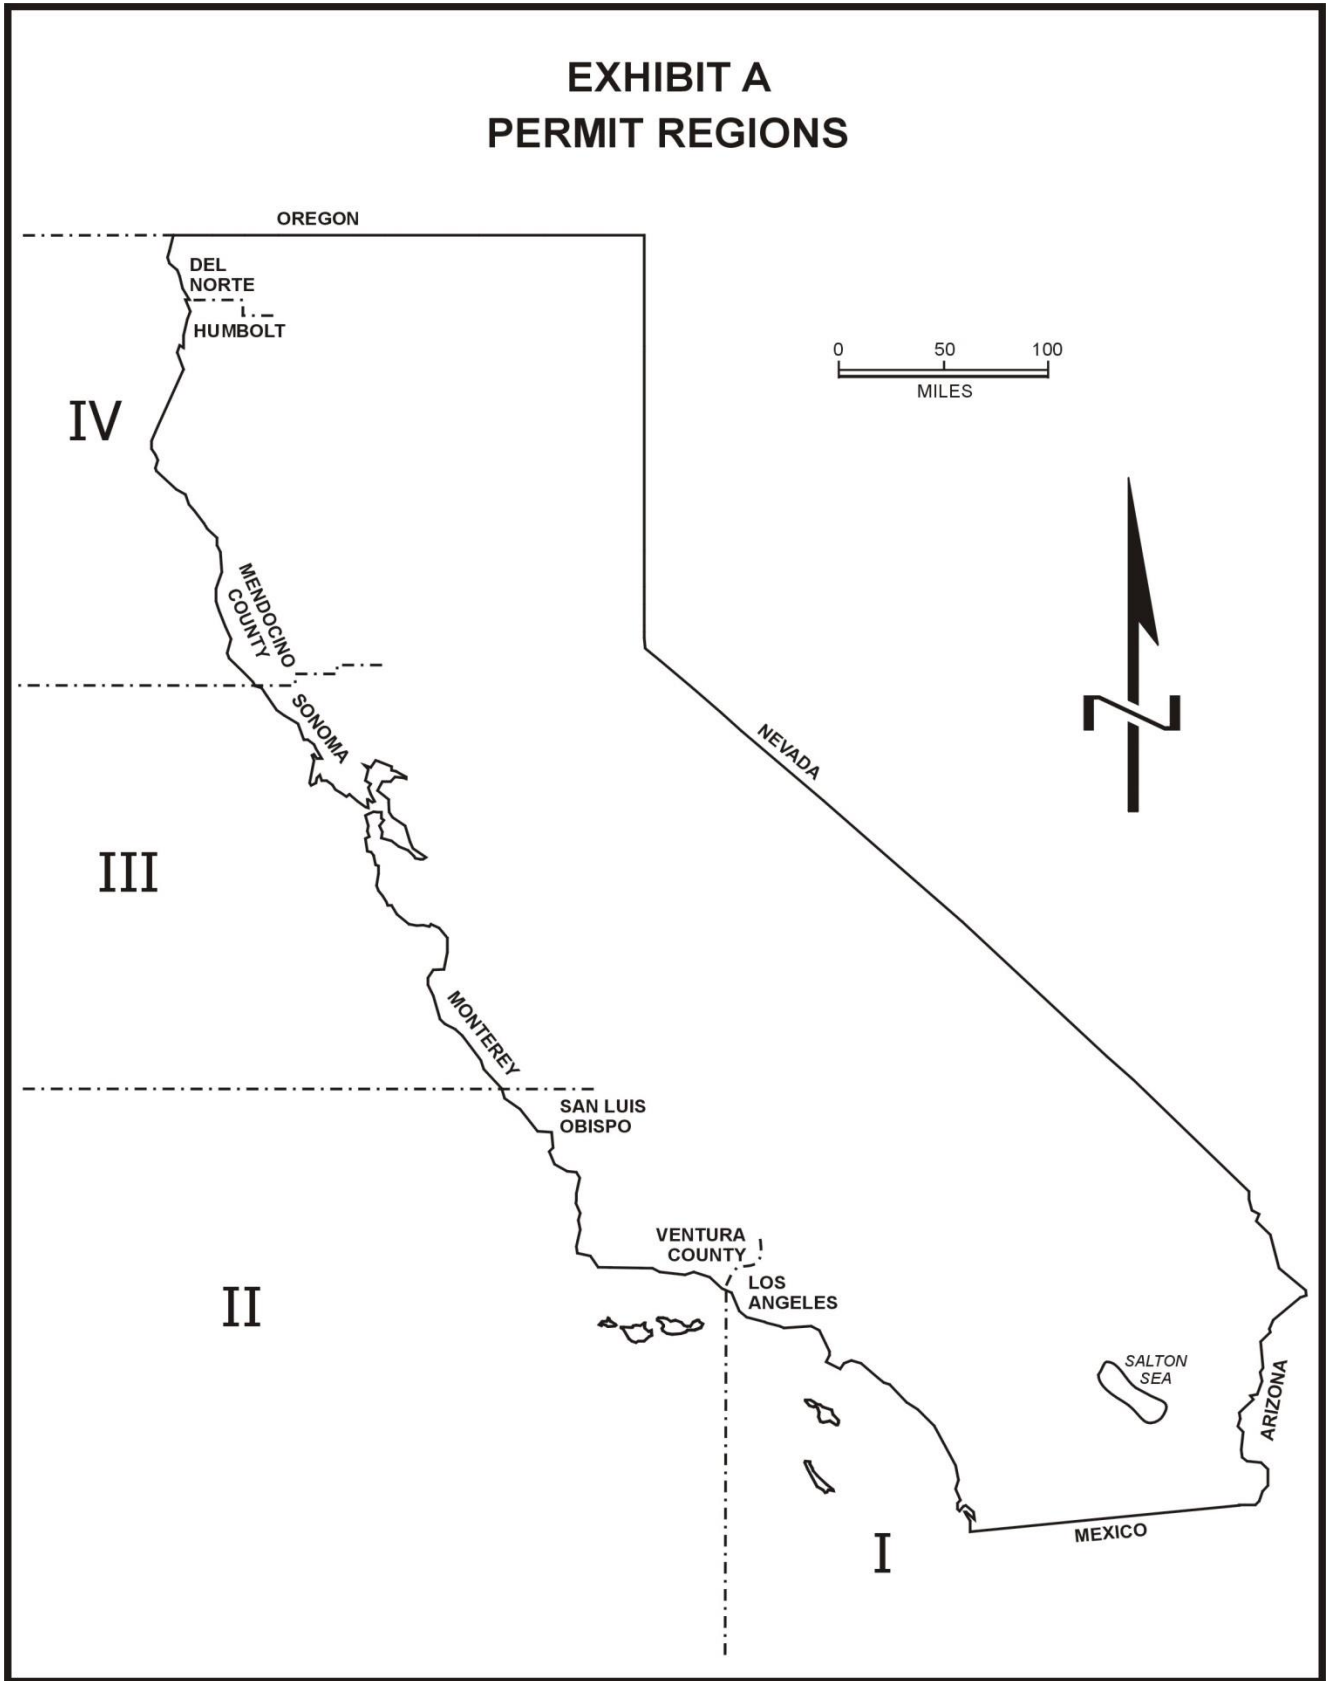 EXHIBIT A
PERMIT REGIONS
OREGON
DEL
NORTE
HUMBOLT
0 50 100
MILES
IV
MENDOCINO
COUNTY
SONOMA
NEVADA
III
MONTEREY
SAN LUIS
OBISPO
VENTURA
COUNTY
LOS
ANGELES
II
SALTON
SEA
ARIZONA
MEXICO
I
N